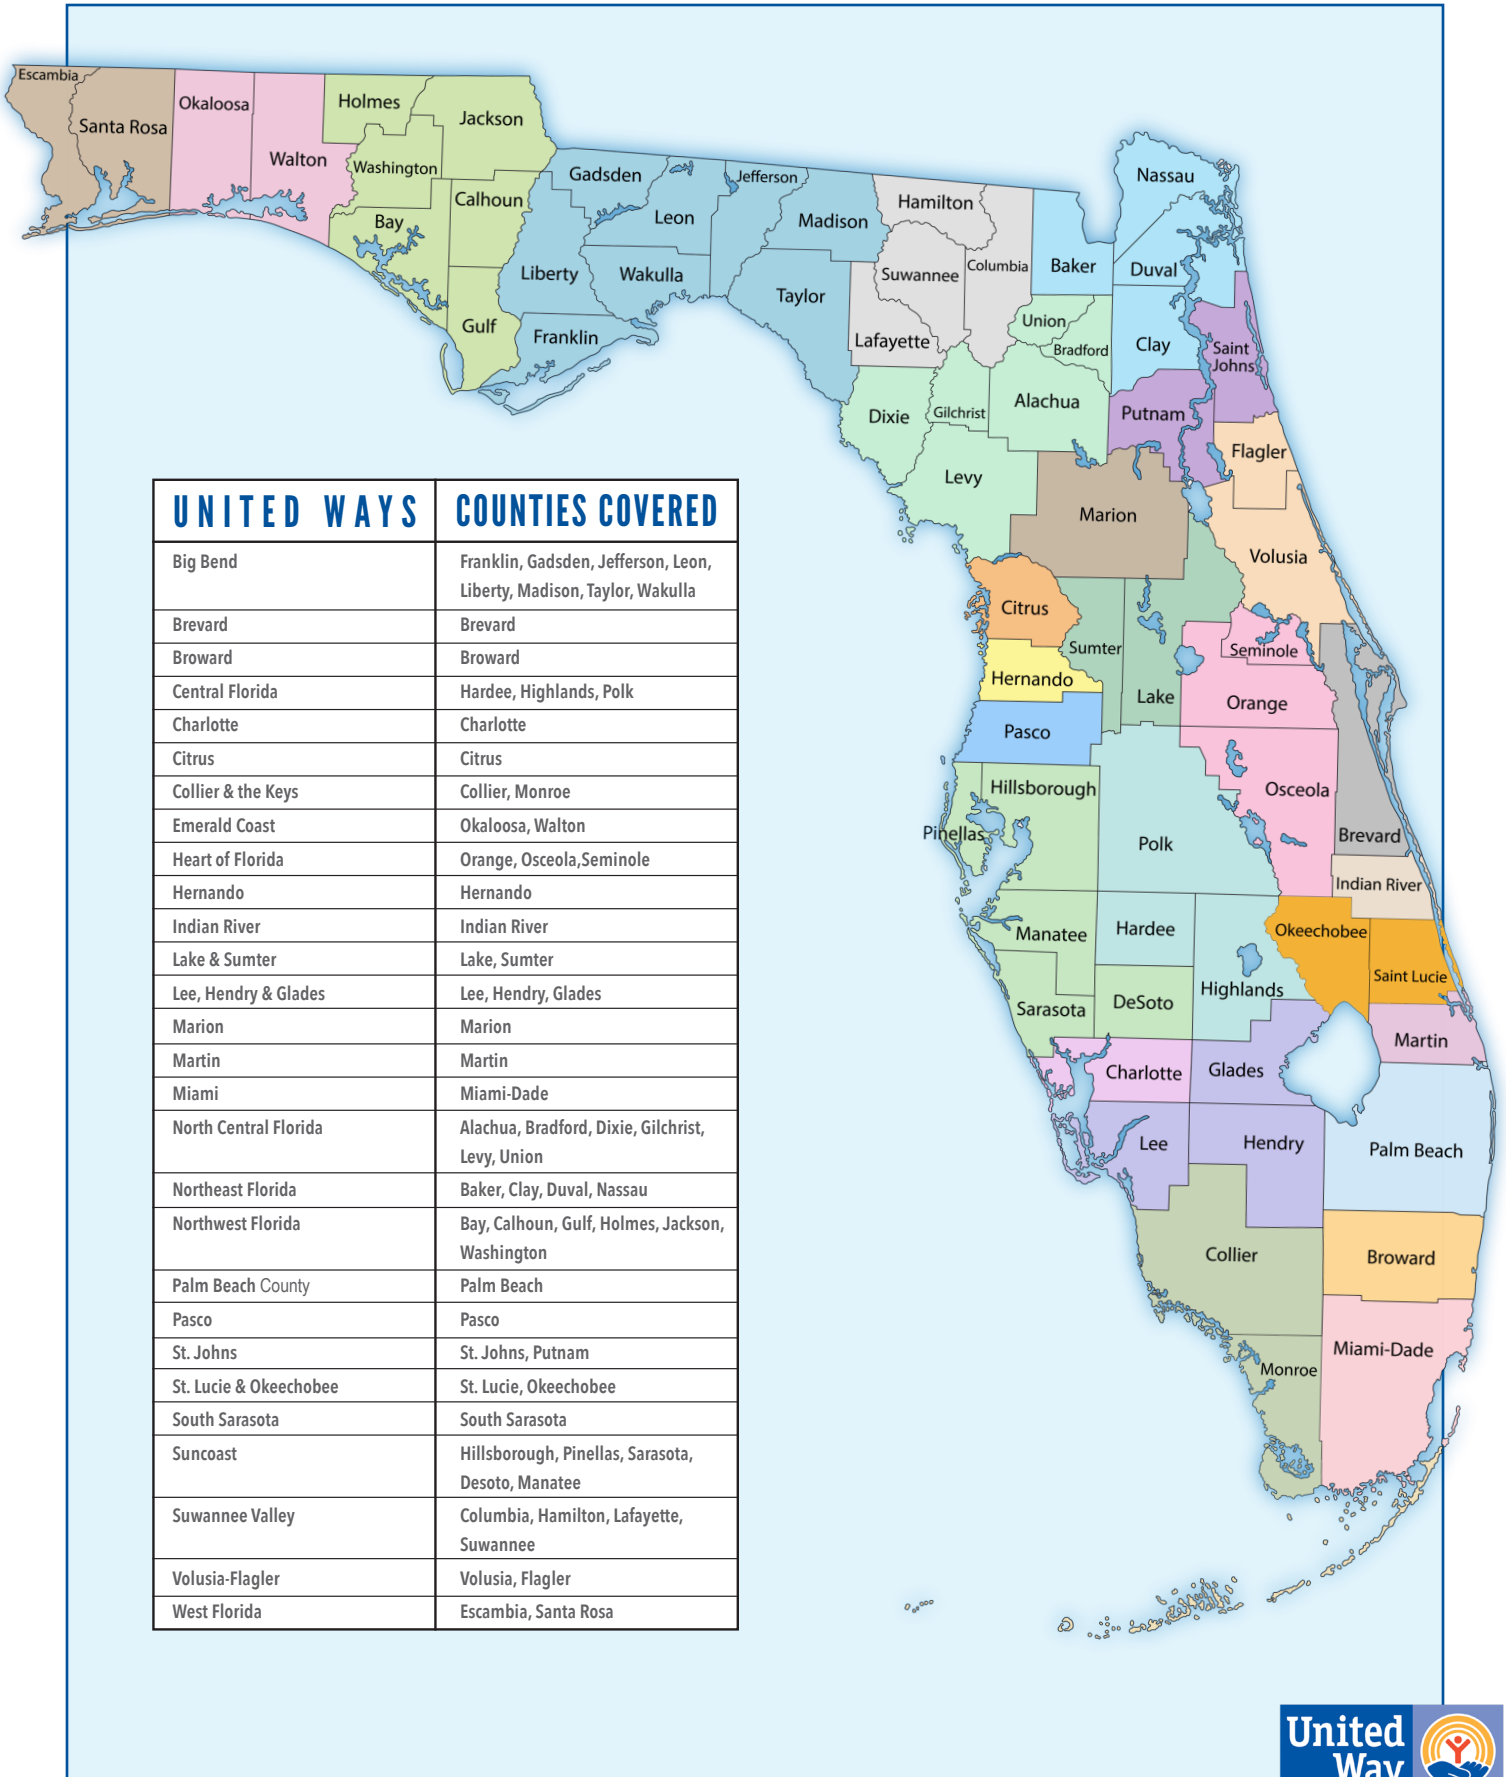 Escambia
Santa Rosa
Okaloosa
Walton
Holmes
Jackson
Washington
Bay
Calhoun
Gulf
Gadsden
Liberty
Franklin
Leon
Wakulla
Jefferson
Madison
Taylor
Hamilton
Suwannee
Columbia
Lafayette
Baker
Nassau
Duval
Union
Bradford
Clay
Saint
Johns
Dixie
Gilchrist
Alachua
Putnam
Levy
Flagler
Marion
Volusia
Citrus
Sumter
Lake
Seminole
Hernando
Orange
Pasco
Hillsborough
Osceola
Pinellas
Polk
Brevard
Indian River
Manatee
Hardee
Okeechobee
Highlands
Saint Lucie
Sarasota
DeSoto
Martin
Charlotte
Glades
Lee
Hendry
Palm Beach
Collier
Broward
Monroe
Miami-Dade
UNITED WAYS COUNTIES COVERED
Big Bend Franklin, Gadsden, Jefferson, Leon,
Liberty, Madison, Taylor, Wakulla
Brevard Brevard
Broward Broward
Central Florida Hardee, Highlands, Polk
Charlotte Charlotte
Citrus Citrus
Collier & the Keys Collier, Monroe
Emerald Coast Okaloosa, Walton
Heart of Florida Orange, Osceola,Seminole
Hernando Hernando
Indian River Indian River
Lake & Sumter Lake, Sumter
Lee, Hendry & Glades Lee, Hendry, Glades
Marion Marion
Martin Martin
Miami Miami-Dade
North Central Florida Alachua, Bradford, Dixie, Gilchrist,
Levy, Union
Northeast Florida Baker, Clay, Duval, Nassau
Northwest Florida Bay, Calhoun, Gulf, Holmes, Jackson,
Washington
Palm Beach County Palm Beach
Pasco Pasco
St. Johns St. Johns, Putnam
St. Lucie & Okeechobee St. Lucie, Okeechobee
South Sarasota South Sarasota
Suncoast Hillsborough, Pinellas, Sarasota,
Desoto, Manatee
Suwannee Valley Columbia, Hamilton, Lafayette,
Suwannee
Volusia-Flagler Volusia, Flagler
West Florida Escambia, Santa Rosa
United
Way